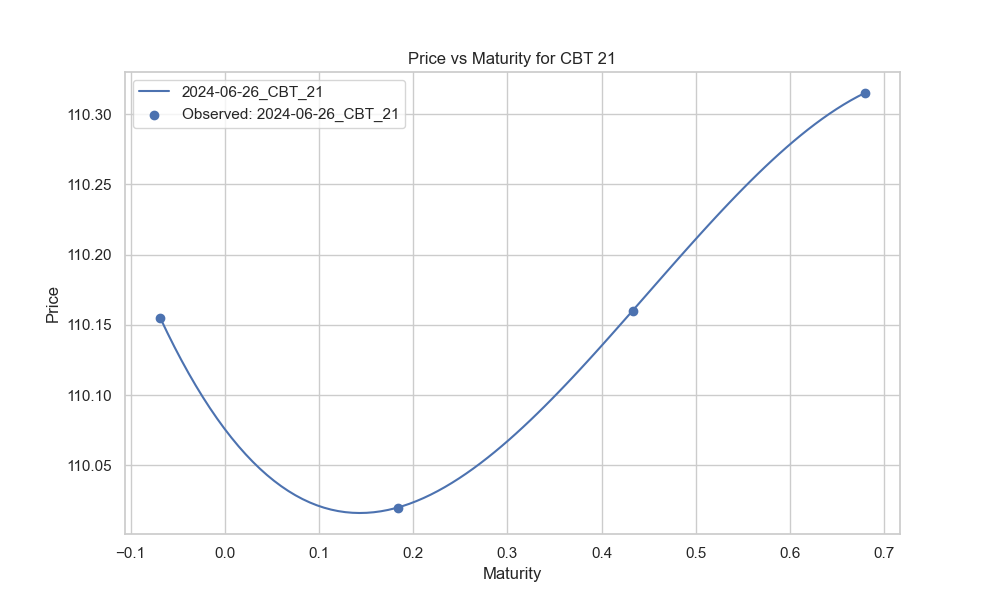 Price vs Maturity for CBT 21
2024-06-26_CBT_21
Observed: 2024-06-26_CBT_21
Price
110.30
110.25
110.20
110.15
110.10
110.05
−0.1 0.0 0.1 0.2 0.3 0.4 0.5 0.6 0.7
Maturity